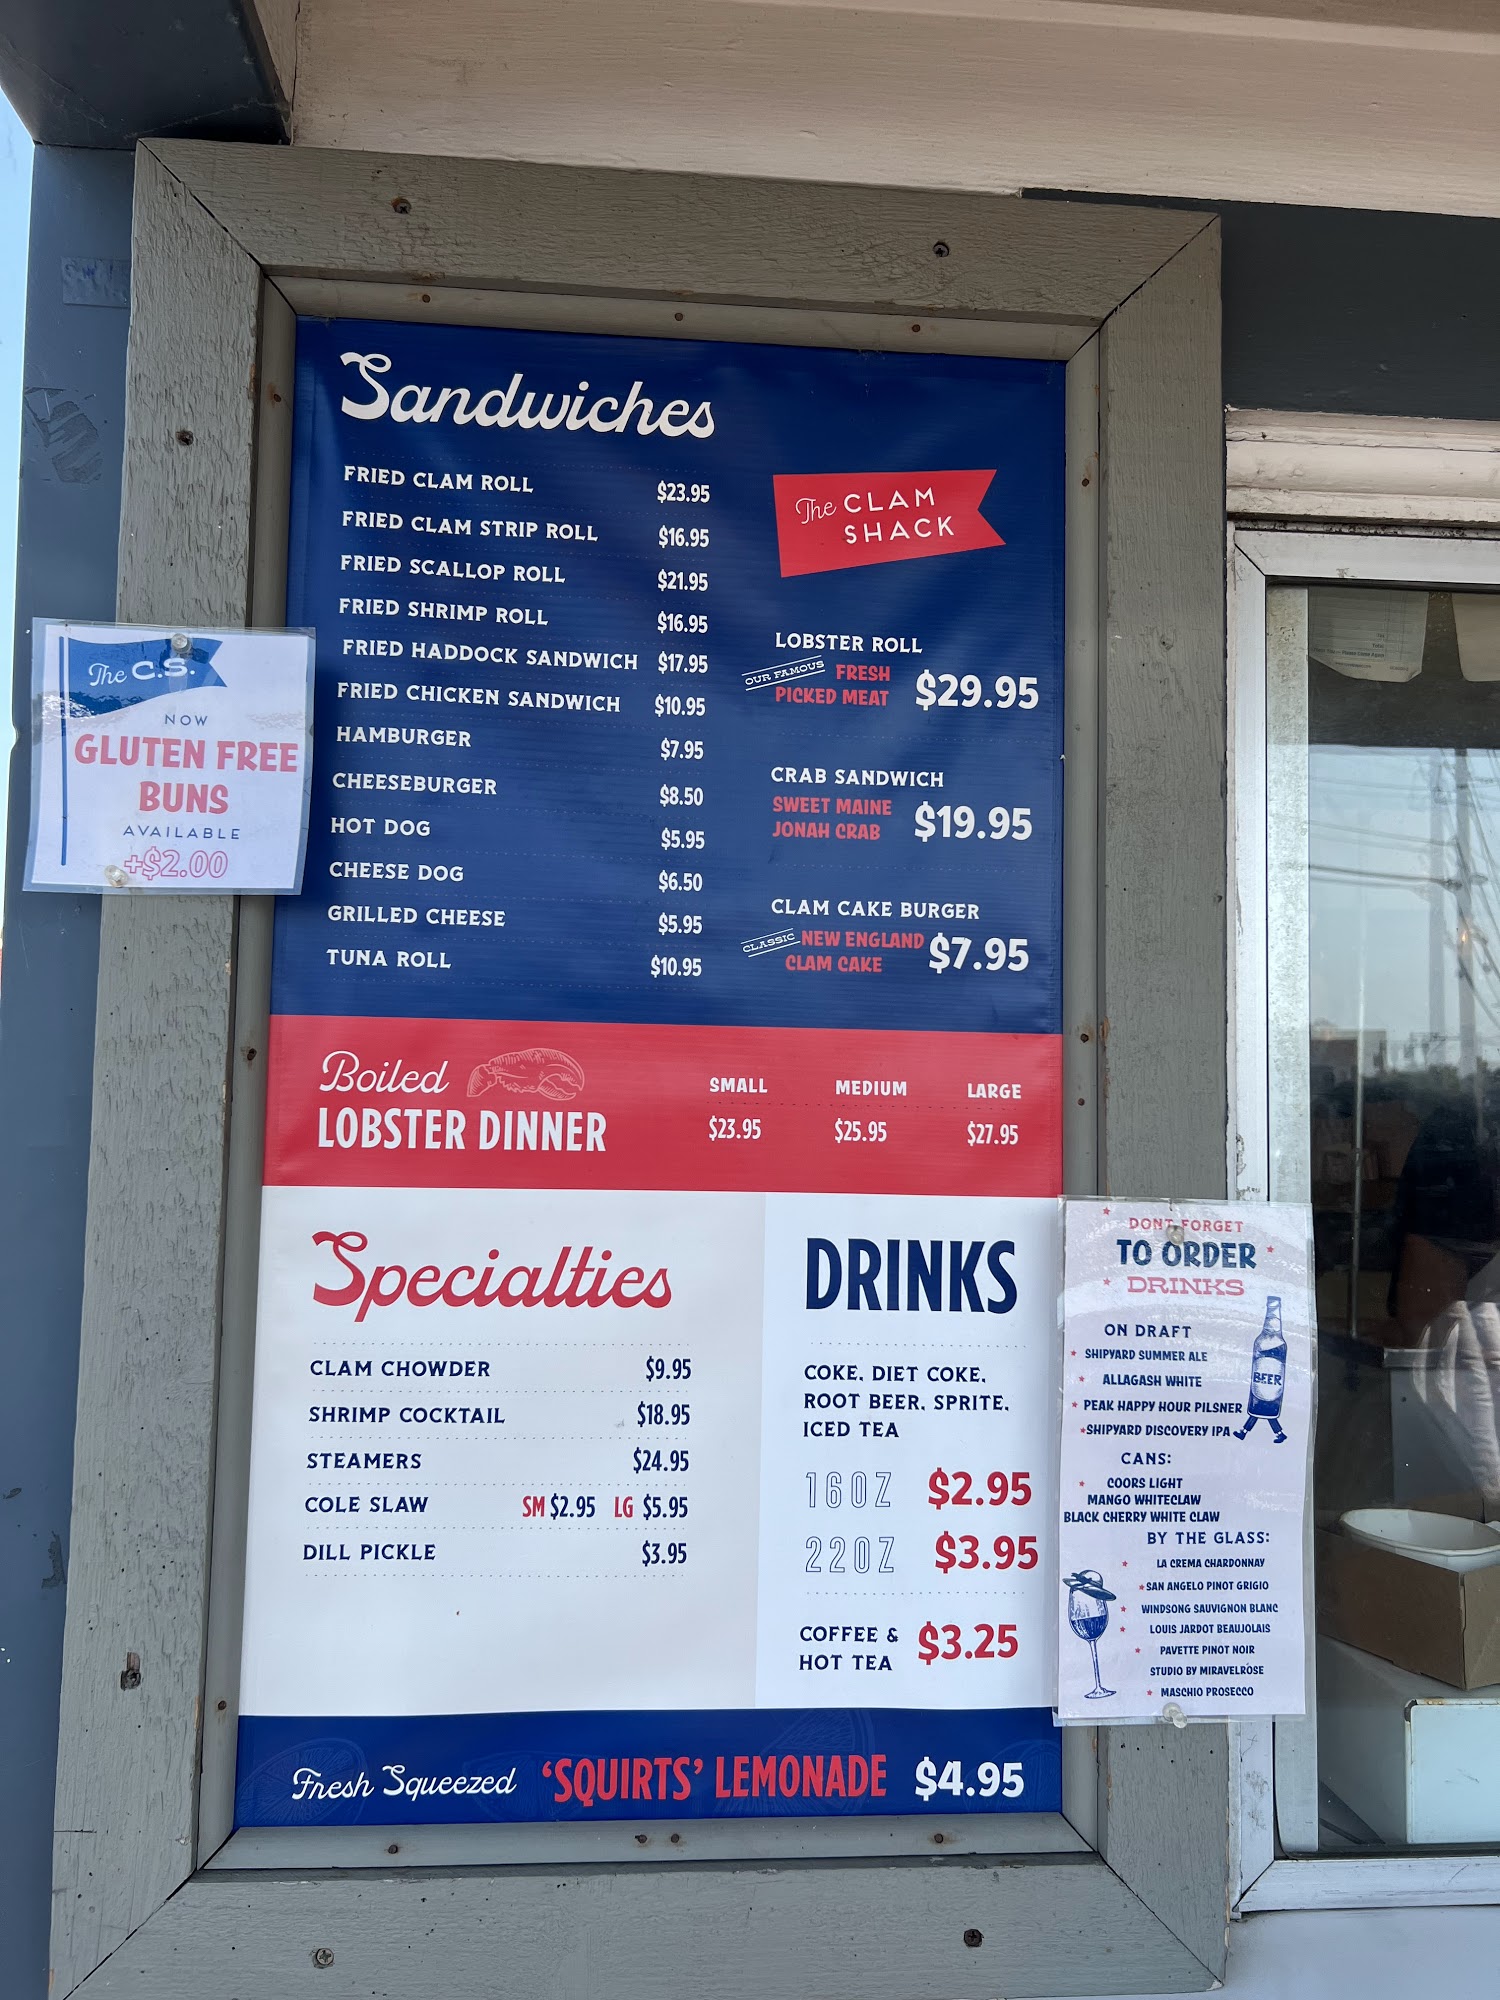 Sandwiches
FRIED CLAM ROLL $23.95
FRIED CLAM STRIP ROLL $16.95
FRIED SCALLOP ROLL $21.95
FRIED SHRIMP ROLL $16.95
FRIED HADDOCK SANDWICH $17.95
FRIED CHICKEN SANDWICH $10.95
HAMBURGER $7.95
CHEESEBURGER $8.50
HOT DOG $5.95
CHEESE DOG $6.50
GRILLED CHEESE $5.95
TUNA ROLL $10.95
The CLAM
SHACK
LOBSTER ROLL
OUR FAMOUS FRESH
PICKED MEAT $29.95
CRAB SANDWICH
SWEET MAINE
JONAH CRAB $19.95
CLAM CAKE BURGER
CLASSIC NEW ENGLAND
CLAM CAKE $7.95
The C.S.
NOW
GLUTEN FREE
BUNS
AVAILABLE
+$2.00
Boiled
LOBSTER DINNER
SMALL MEDIUM LARGE
$23.95 $25.95 $27.95
Specialties
CLAM CHOWDER $9.95
SHRIMP COCKTAIL $18.95
STEAMERS $24.95
COLE SLAW SM $2.95 LG $5.95
DILL PICKLE $3.95
DRINKS
COKE, DIET COKE,
ROOT BEER, SPRITE,
ICED TEA
16OZ $2.95
22OZ $3.95
COFFEE &
HOT TEA $3.25
Fresh Squeezed 'SQUIRTS' LEMONADE $4.95
DONT FORGET
TO ORDER
DRINKS
ON DRAFT
SHIPYARD SUMMER ALE
ALLAGASH WHITE
PEAK HAPPY HOUR PILSNER
SHIPYARD DISCOVERY IPA
BEER
CANS:
COORS LIGHT
MANGO WHITECLAW
BLACK CHERRY WHITE CLAW
BY THE GLASS:
LA CREMA CHARDONNAY
SAN ANGELO PINOT GRIGIO
WINDSONG SAUVIGNON BLANC
LOUIS JARDOT BEAUJOLAIS
PAVETTE PINOT NOIR
STUDIO BY MIRAVELROSE
MASCHIO PROSECCO